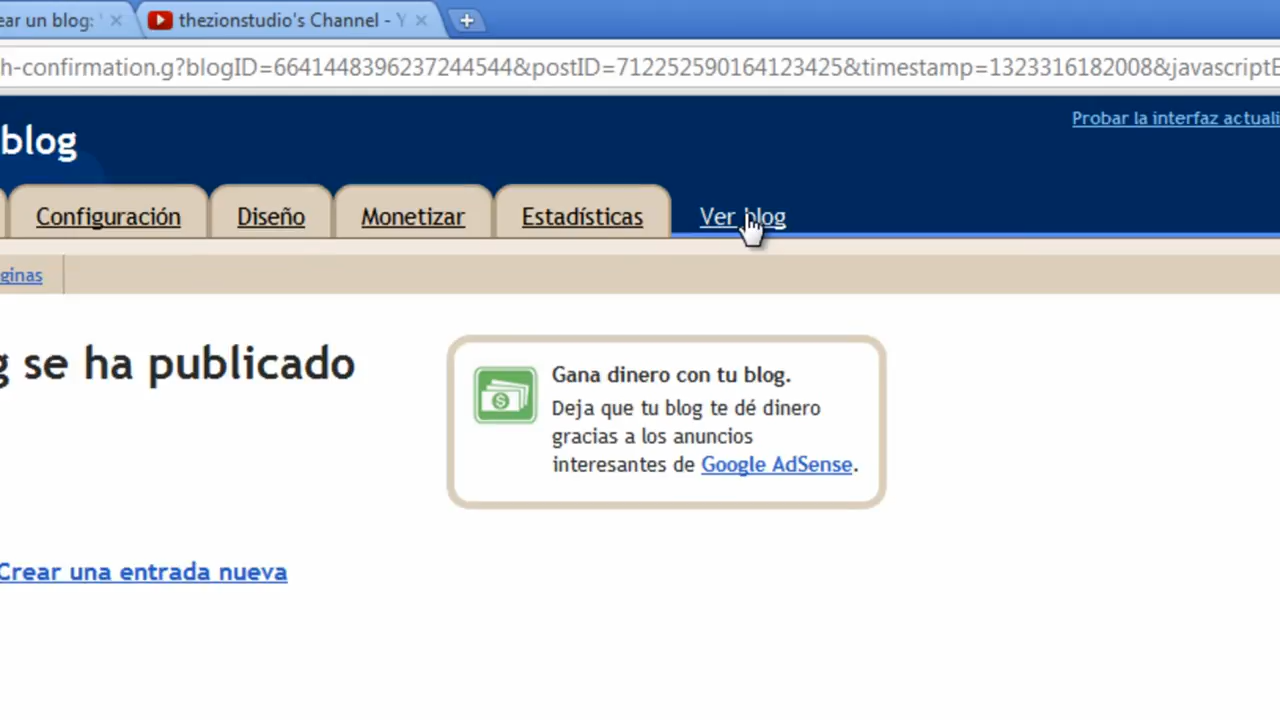 ear un blog:
thezionstudio's Channel - Y
h-confirmation.g?blogID=6641448396237244544&postID=712252590164123425&timestamp=1323316182008&javascriptE
Probar la interfaz actuali
blog
Configuración
Diseño
Monetizar
Estadísticas
Ver blog
ginas
g se ha publicado
Gana dinero con tu blog.
Deja que tu blog te dé dinero
gracias a los anuncios
interesantes de Google AdSense.
Crear una entrada nueva